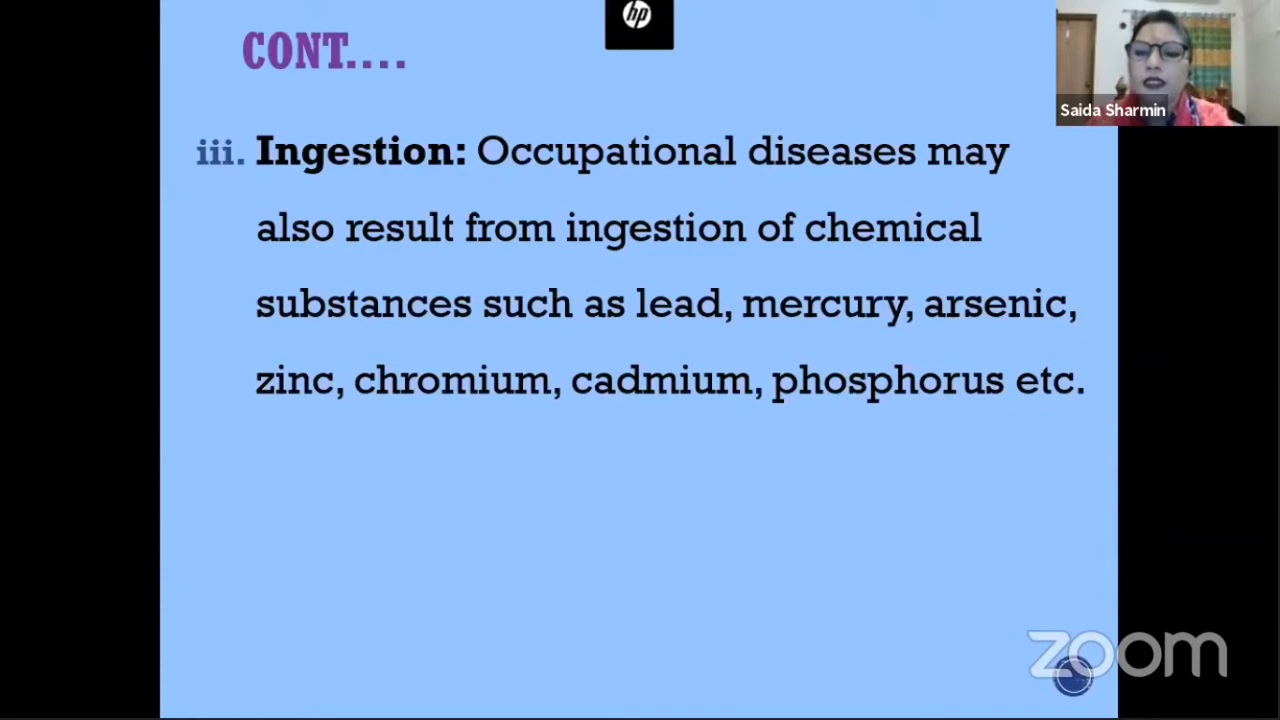 hp
CONT....
Saida Sharmin
iii. Ingestion: Occupational diseases may
also result from ingestion of chemical
substances such as lead, mercury, arsenic,
zinc, chromium, cadmium, phosphorus etc.
zoom